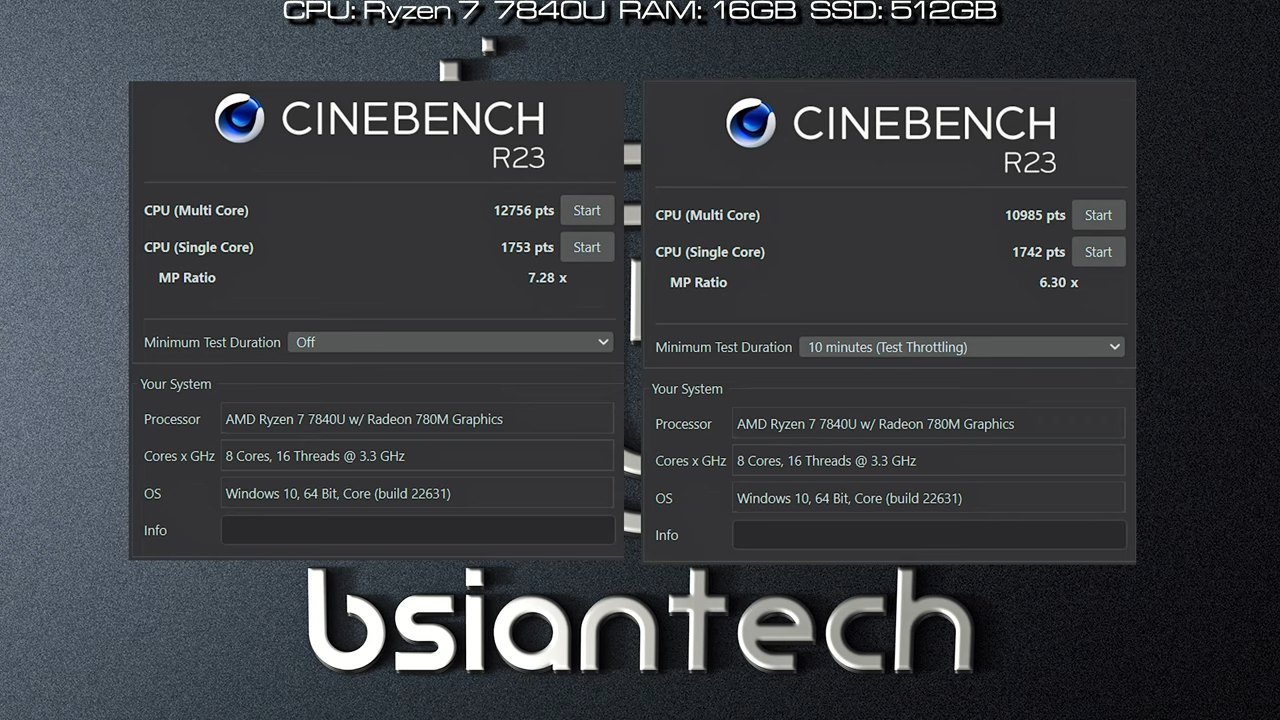 CPU: Ryzen 7 7840U RAM: 16GB SSD: 512GB
CINEBENCH
R23
CPU (Multi Core) 12756 pts Start
CPU (Single Core) 1753 pts Start
MP Ratio 7.28 x
Minimum Test Duration Off
Your System
Processor AMD Ryzen 7 7840U w/ Radeon 780M Graphics
Cores x GHz 8 Cores, 16 Threads @ 3.3 GHz
OS Windows 10, 64 Bit, Core (build 22631)
Info
CINEBENCH
R23
CPU (Multi Core) 10985 pts Start
CPU (Single Core) 1742 pts Start
MP Ratio 6.30 x
Minimum Test Duration 10 minutes (Test Throttling)
Your System
Processor AMD Ryzen 7 7840U w/ Radeon 780M Graphics
Cores x GHz 8 Cores, 16 Threads @ 3.3 GHz
OS Windows 10, 64 Bit, Core (build 22631)
Info
bsiantech